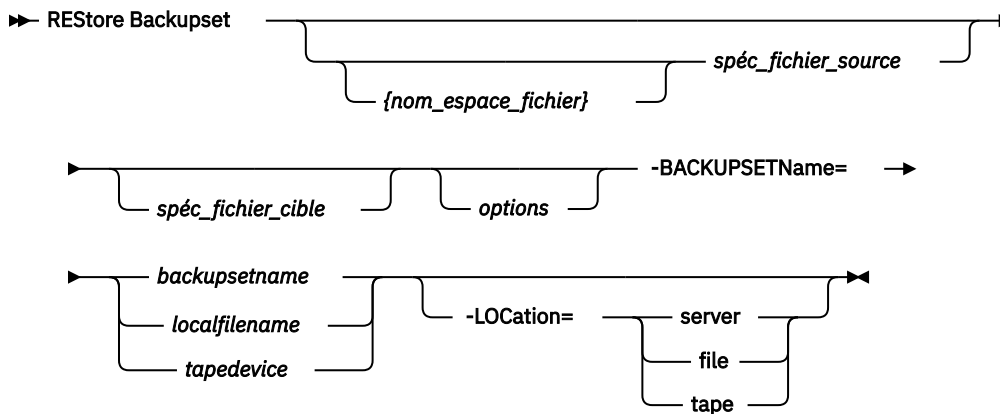 REStore Backupset
spéc_fichier_source
{nom_espace_fichier}
-BACKUPSETName=
spéc_fichier_cible
options
backupsetname
localfilename
tapedevice
-LOCation=
server
file
tape